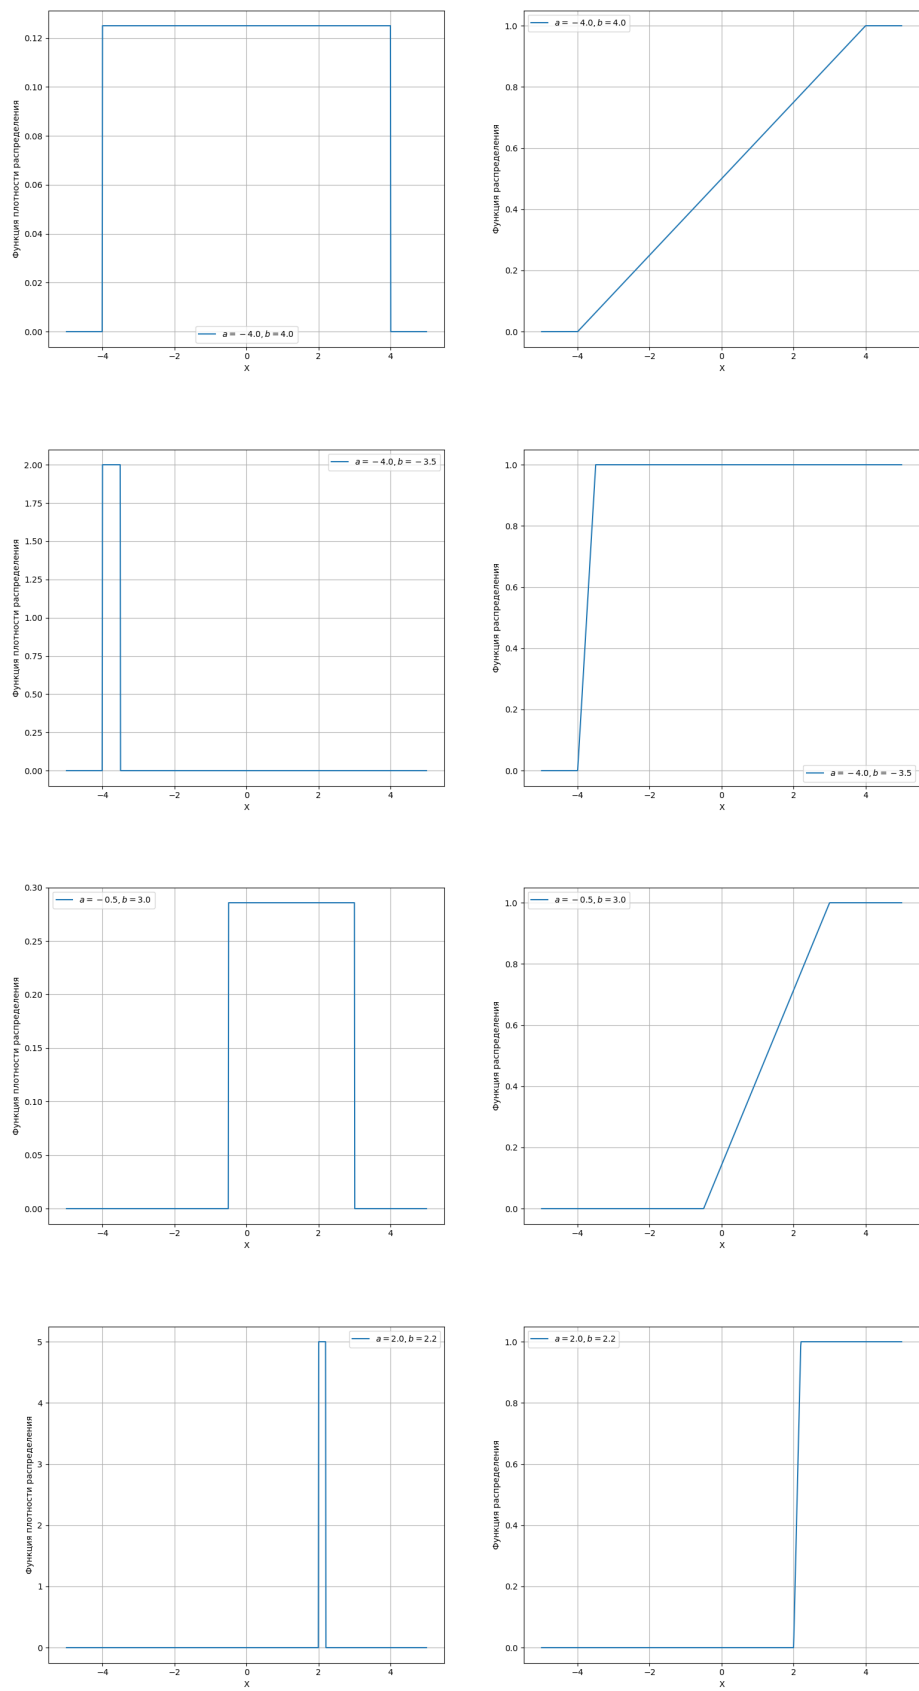 Функция плотности распределения
0.12
0.10
0.08
0.06
0.04
0.02
0.00
a = −4.0, b = 4.0
−4 −2 0 2 4
X
Функция распределения
1.0
0.8
0.6
0.4
0.2
0.0
a = −4.0, b = 4.0
−4 −2 0 2 4
X
Функция плотности распределения
2.00
1.75
1.50
1.25
1.00
0.75
0.50
0.25
0.00
a = −4.0, b = −3.5
−4 −2 0 2 4
X
Функция распределения
1.0
0.8
0.6
0.4
0.2
0.0
a = −4.0, b = −3.5
−4 −2 0 2 4
X
Функция плотности распределения
0.30
0.25
0.20
0.15
0.10
0.05
0.00
a = −0.5, b = 3.0
−4 −2 0 2 4
X
Функция распределения
1.0
0.8
0.6
0.4
0.2
0.0
a = −0.5, b = 3.0
−4 −2 0 2 4
X
Функция плотности распределения
5
4
3
2
1
0
a = 2.0, b = 2.2
−4 −2 0 2 4
X
Функция распределения
1.0
0.8
0.6
0.4
0.2
0.0
a = 2.0, b = 2.2
−4 −2 0 2 4
X